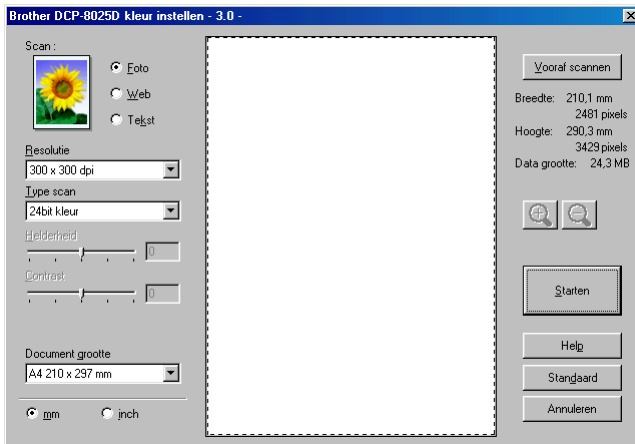 Brother DCP-8025D kleur instellen - 3.0 -
Scan :
Foto
Web
Tekst
Resolutie
300 x 300 dpi
Type scan
24bit kleur
Helderheid
0
Contrast
0
Document grootte
A4 210 x 297 mm
mm
inch
Vooraf scannen
Breedte: 210,1 mm
2481 pixels
Hoogte: 290,3 mm
3429 pixels
Data grootte: 24,3 MB
Starten
Help
Standaard
Annuleren